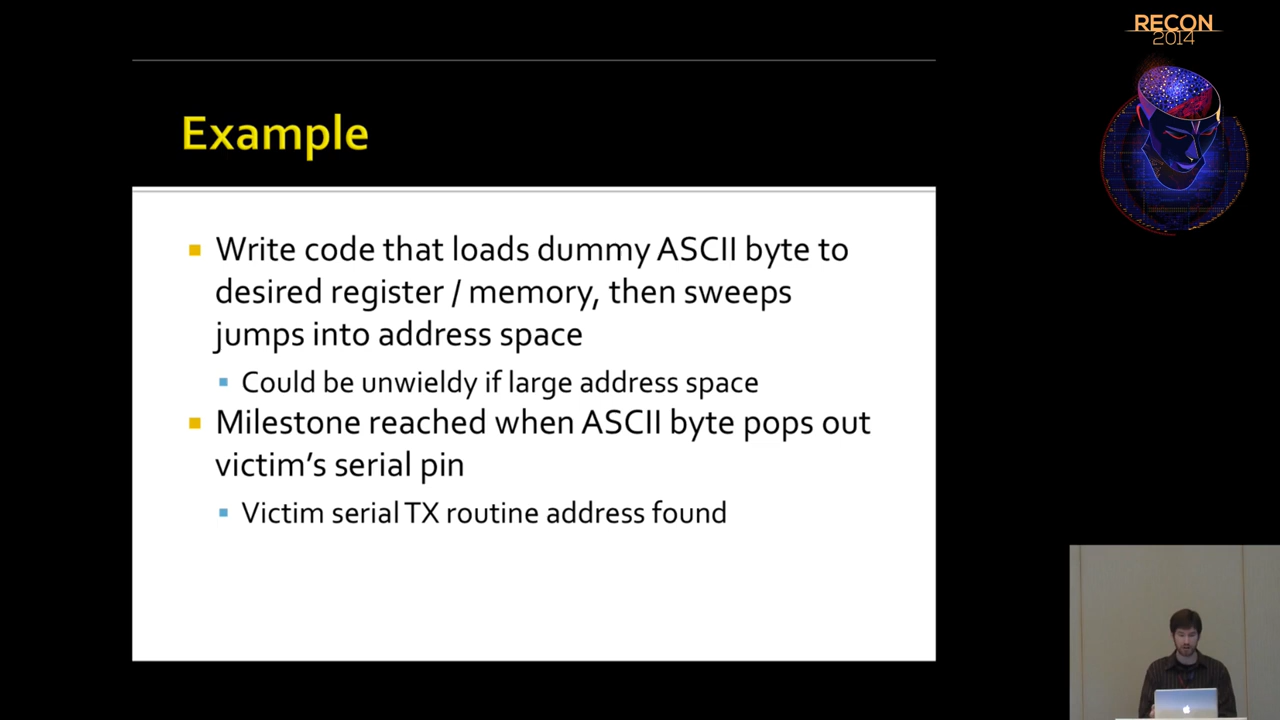 RECON
2014
Example
Write code that loads dummy ASCII byte to
desired register / memory, then sweeps
jumps into address space
Could be unwieldy if large address space
Milestone reached when ASCII byte pops out
victim's serial pin
Victim serial TX routine address found